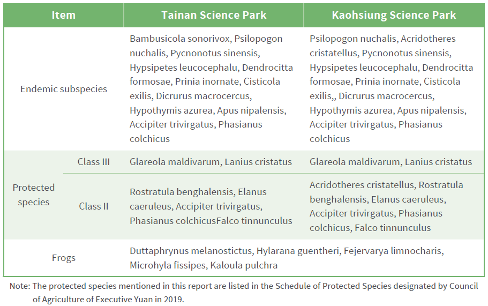 Item
Tainan Science Park
Kaohsiung Science Park
Endemic subspecies
Bambusicola sonorivox, Psilopogon
nuchalis, Pycnonotus sinensis,
Hypsipetes leucocephalu, Dendrocitta
formosae, Prinia inornate, Cisticola
exilis, Dicrurus macrocercus,
Hypothymis azurea, Apus nipalensis,
Accipiter trivirgatus, Phasianus
colchicus
Psilopogon nuchalis, Acridotheres
cristatellus, Pycnonotus sinensis,
Hypsipetes leucocephalu, Dendrocitta
formosae, Prinia inornate, Cisticola
exilis,, Dicrurus macrocercus,
Hypothymis azurea, Apus nipalensis,
Accipiter trivirgatus, Phasianus
colchicus
Protected
species
Class III
Glareola maldivarum, Lanius cristatus
Glareola maldivarum, Lanius cristatus
Class II
Rostratula benghalensis, Elanus
caeruleus, Accipiter trivirgatus,
Phasianus colchicusFalco tinnunculus
Acridotheres cristatellus, Rostratula
benghalensis, Elanus caeruleus,
Accipiter trivirgatus, Phasianus
colchicus, Falco tinnunculus
Frogs
Duttaphrynus melanostictus, Hylarana guentheri, Fejervarya limnocharis,
Microhyla fissipes, Kaloula pulchra
Note: The protected species mentioned in this report are listed in the Schedule of Protected Species designated by Council
of Agriculture of Executive Yuan in 2019.